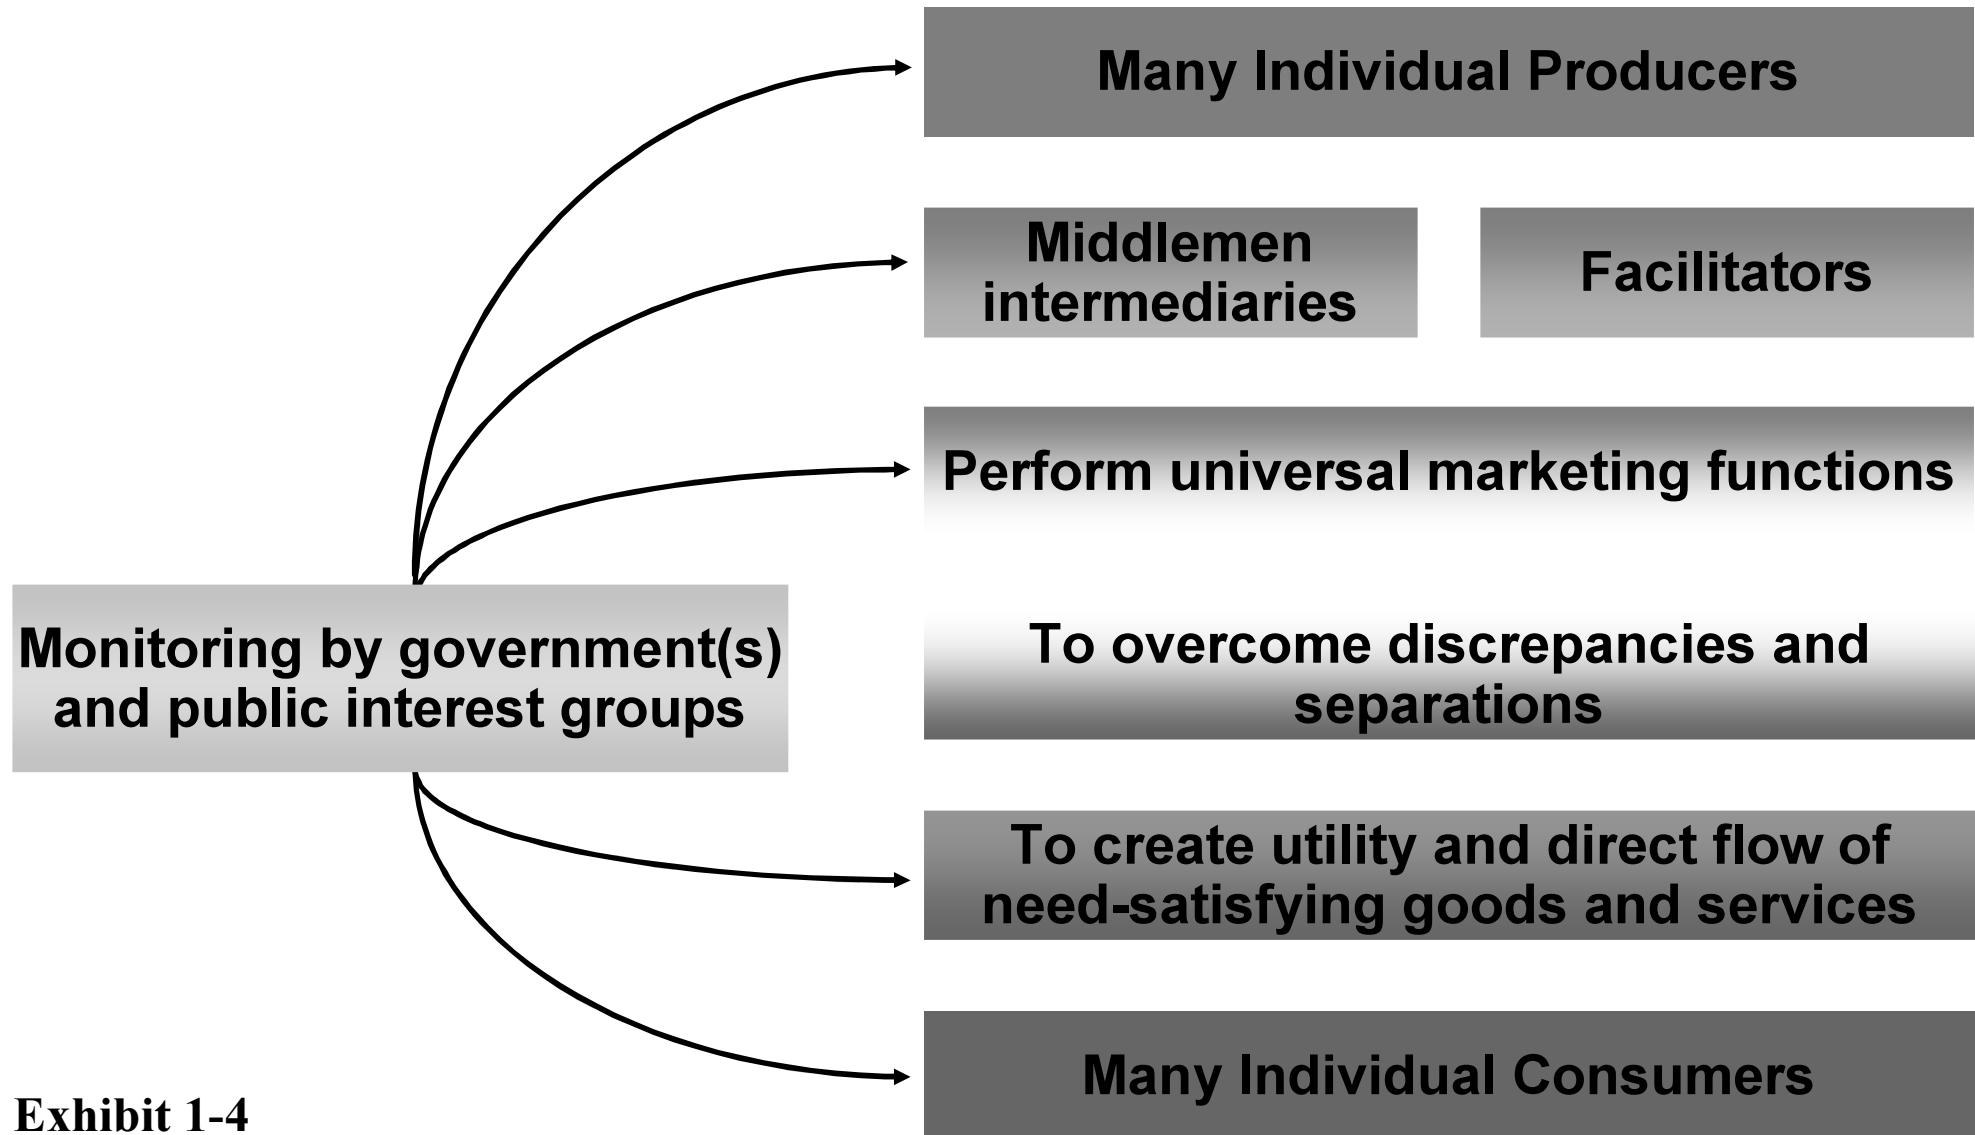 Many Individual Producers
Middlemen
intermediaries
Facilitators
Perform universal marketing functions
Monitoring by government(s)
and public interest groups
To overcome discrepancies and
separations
To create utility and direct flow of
need-satisfying goods and services
Many Individual Consumers
Exhibit 1-4